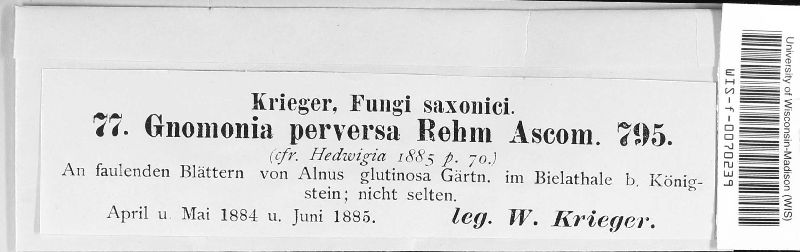 Krieger, Fungi saxonici.
77. Gnomonia perversa Rehm Ascom. 795.
(cfr. Hedwigia 1885 p. 70.)
An faulenden Blättern von Alnus glutinosa Gärtn. im Bielathale b. König-
stein; nicht selten.
April u. Mai 1884 u. Juni 1885. leg. W. Krieger.
WIS-f-0070239
University of Wisconsin-Madison (WIS)